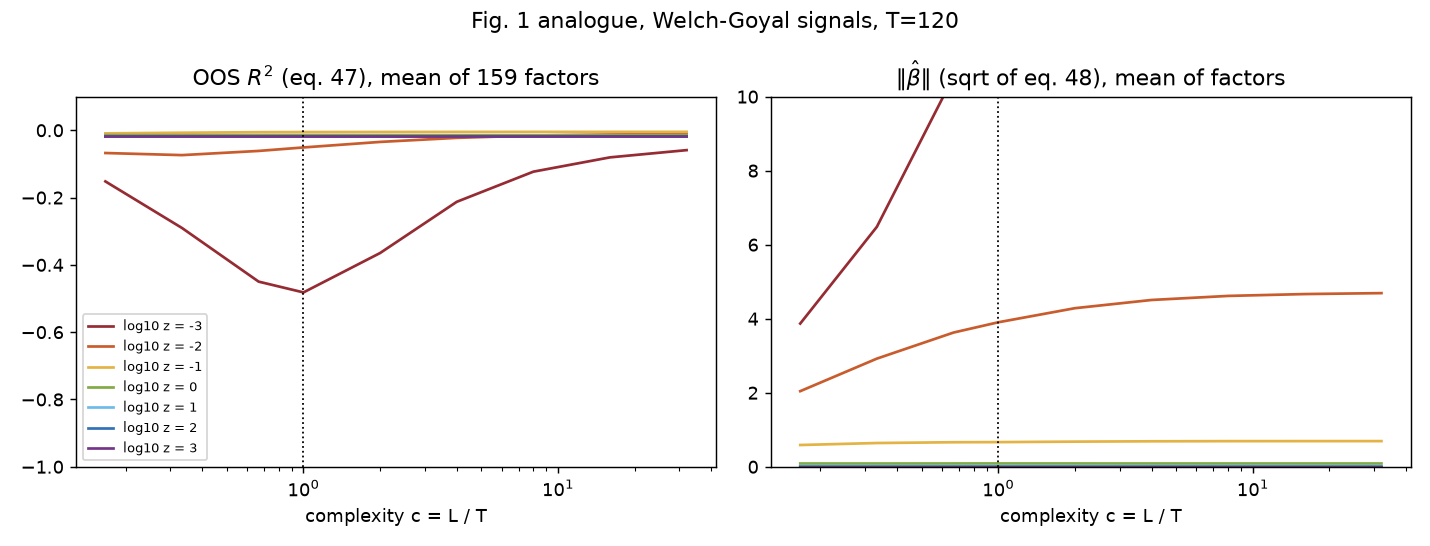 Fig. 1 analogue, Welch-Goyal signals, T=120
OOS $R^2$ (eq. 47), mean of 159 factors
0.0
−0.2
−0.4
−0.6
−0.8
−1.0
log10 z = -3
log10 z = -2
log10 z = -1
log10 z = 0
log10 z = 1
log10 z = 2
log10 z = 3
10⁰
10¹
complexity c = L / T
‖β̂‖ (sqrt of eq. 48), mean of factors
10
8
6
4
2
0
10⁰
10¹
complexity c = L / T